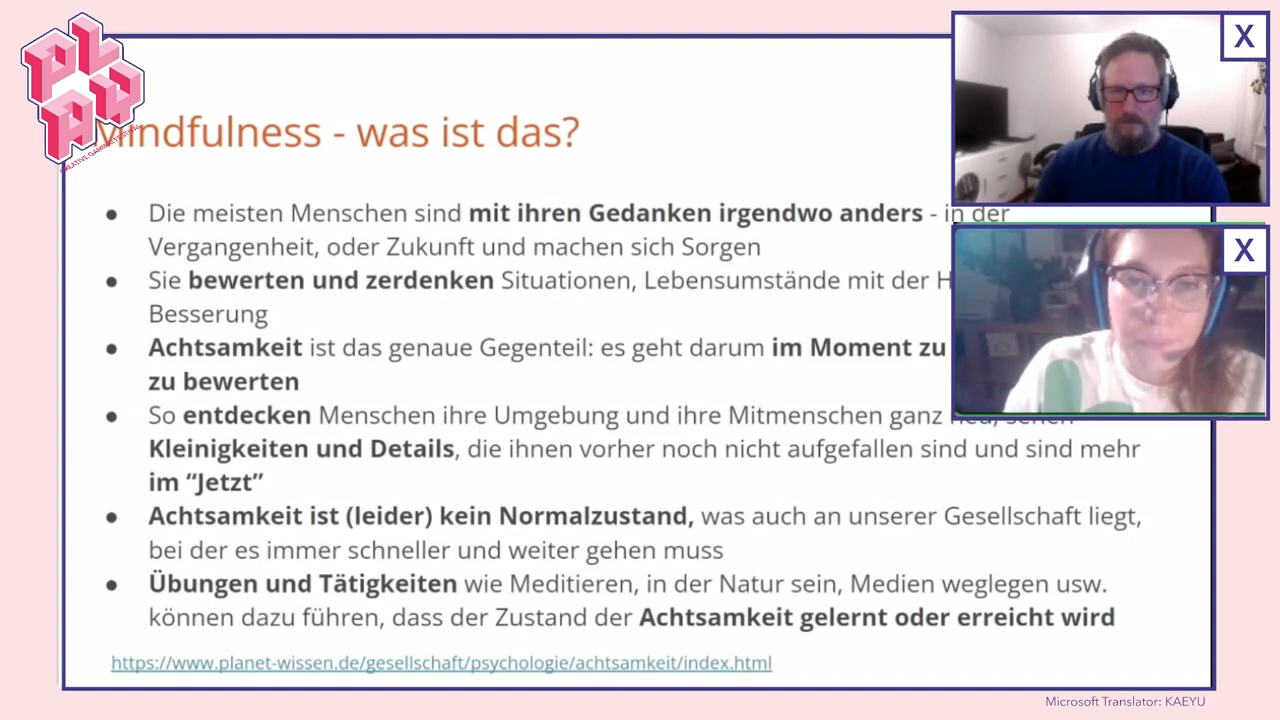 PLAY
CREATIVE GAMING FESTIVAL
Mindfulness - was ist das?
● Die meisten Menschen sind mit ihren Gedanken irgendwo anders - in der
Vergangenheit, oder Zukunft und machen sich Sorgen
● Sie bewerten und zerdenken Situationen, Lebensumstände mit der
Besserung
● Achtsamkeit ist das genaue Gegenteil: es geht darum im Moment zu
zu bewerten
● So entdecken Menschen ihre Umgebung und ihre Mitmenschen ganz neu, sehen
Kleinigkeiten und Details, die ihnen vorher noch nicht aufgefallen sind und sind mehr
im “Jetzt”
● Achtsamkeit ist (leider) kein Normalzustand, was auch an unserer Gesellschaft liegt,
bei der es immer schneller und weiter gehen muss
● Übungen und Tätigkeiten wie Meditieren, in der Natur sein, Medien weglegen usw.
können dazu führen, dass der Zustand der Achtsamkeit gelernt oder erreicht wird
https://www.planet-wissen.de/gesellschaft/psychologie/achtsamkeit/index.html
X
X
Microsoft Translator: KAEYU